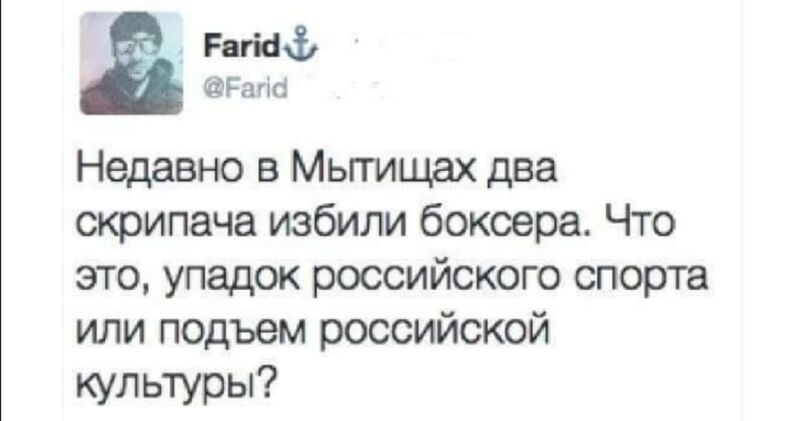 Farid⚓
@Farid
Недавно в Мытищах два
скрипача избили боксера. Что
это, упадок российского спорта
или подъем российской
культуры?